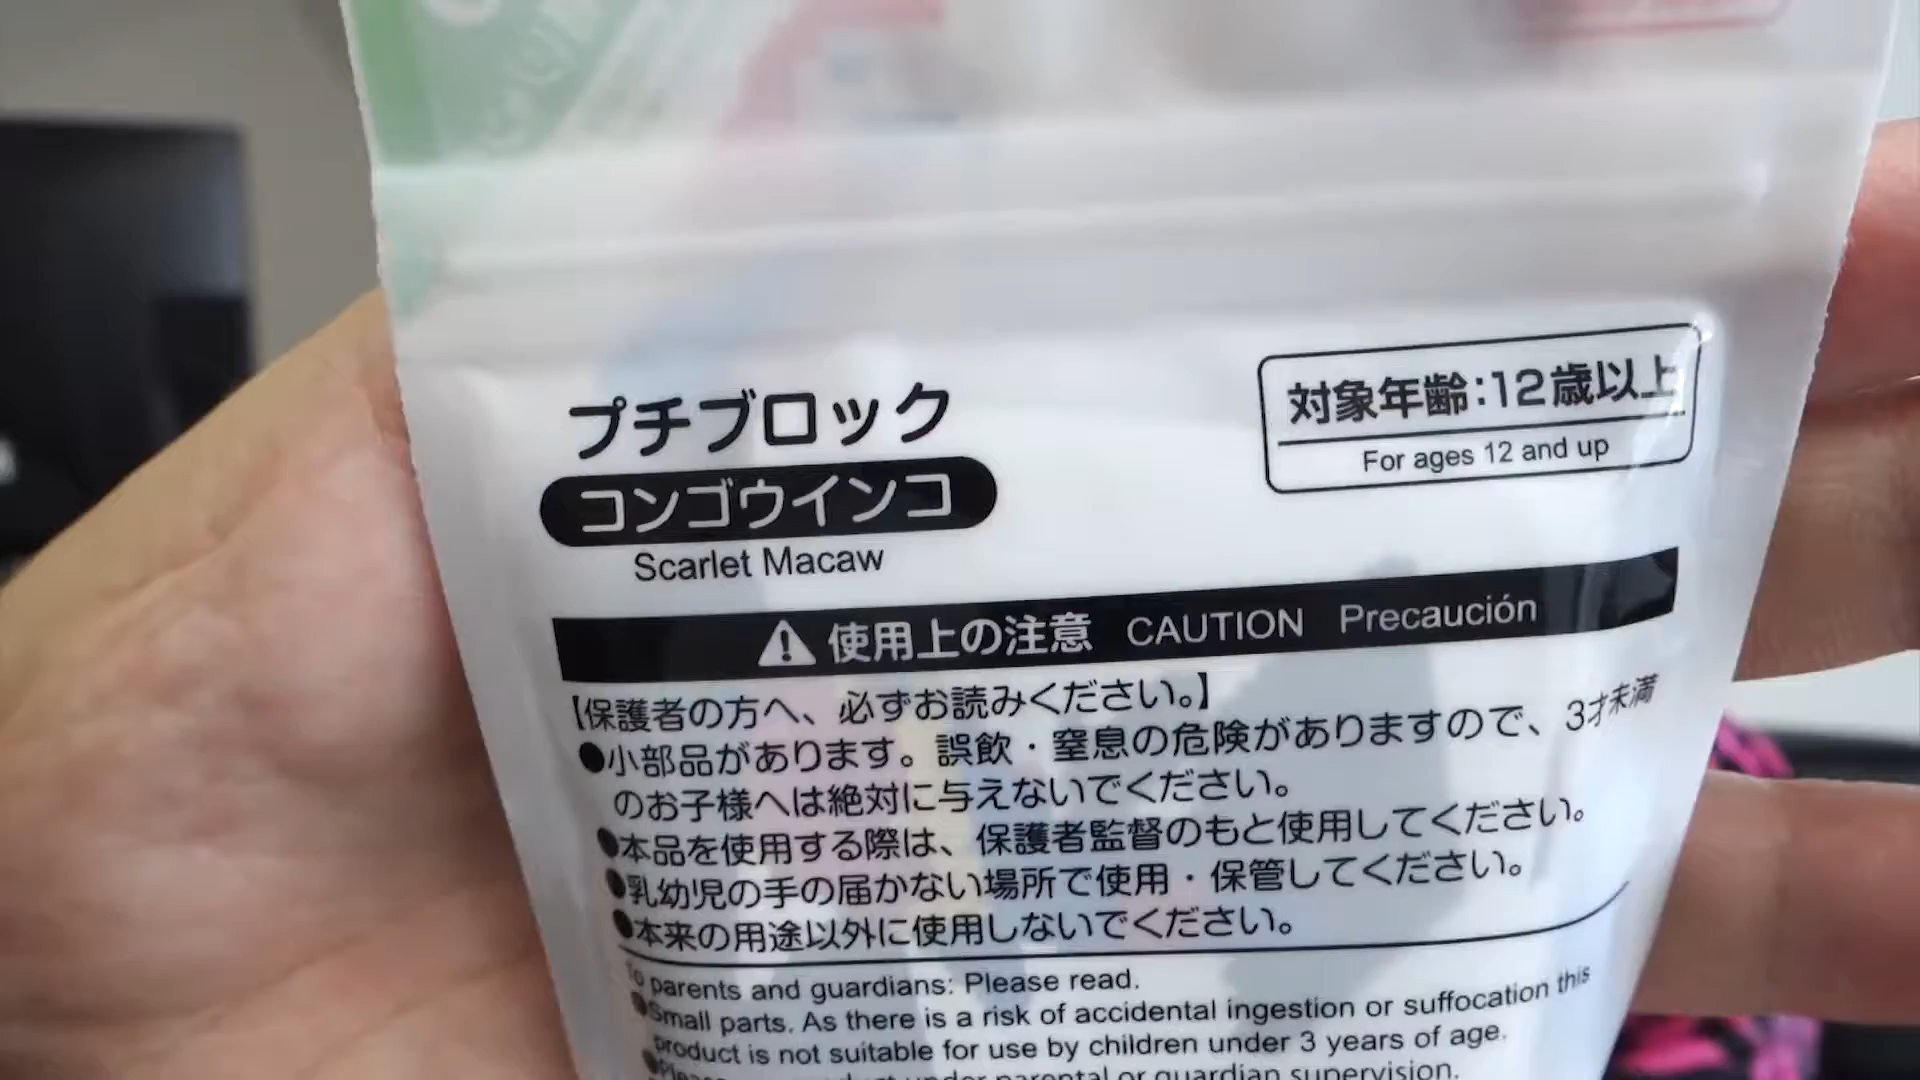 プチブロック
コンゴウインコ
Scarlet Macaw
対象年齢:12歳以上
For ages 12 and up
使用上の注意 CAUTION Precaución
【保護者の方へ、必ずお読みください。】
●小部品があります。誤飲・窒息の危険がありますので、3才未満
のお子様へは絶対に与えないでください。
●本品を使用する際は、保護者監督のもと使用してください。
●乳幼児の手の届かない場所で使用・保管してください。
●本来の用途以外に使用しないでください。
To parents and guardians: Please read.
●Small parts. As there is a risk of accidental ingestion or suffocation this
product is not suitable for use by children under 3 years of age.
under parental or guardian supervision.